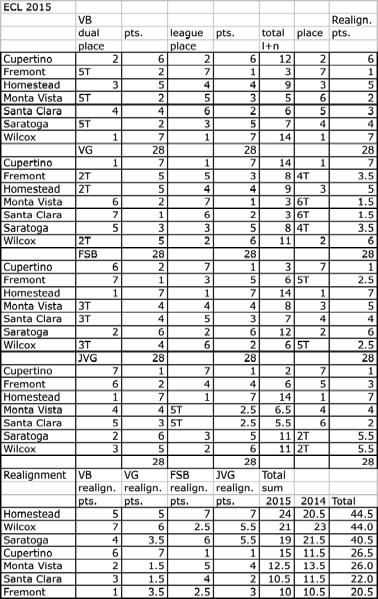 ECL 2015
VB Realign.
dual pts. league pts. total place pts.
place place l+n
Cupertino 2 6 2 6 12 2 6
Fremont 5T 2 7 1 3 7 1
Homestead 3 5 4 4 9 3 5
Monta Vista 5T 2 5 3 5 6 2
Santa Clara 4 4 6 2 6 5 3
Saratoga 5T 2 3 5 7 4 4
Wilcox 1 7 1 7 14 1 7
VG 28 28 28
Cupertino 1 7 1 7 14 1 7
Fremont 2T 5 5 3 8 4T 3.5
Homestead 2T 5 4 4 9 3 5
Monta Vista 6 2 7 1 3 6T 1.5
Santa Clara 7 1 6 2 3 6T 1.5
Saratoga 5 3 3 5 8 4T 3.5
Wilcox 2T 5 2 6 11 2 6
FSB 28 28 28
Cupertino 6 2 7 1 3 7 1
Fremont 7 1 3 5 6 5T 2.5
Homestead 1 7 1 7 14 1 7
Monta Vista 3T 4 4 4 8 3 5
Santa Clara 3T 4 5 3 7 4 4
Saratoga 2 6 2 6 12 2 6
Wilcox 3T 4 6 2 6 5T 2.5
JVG 28 28 28
Cupertino 7 1 7 1 2 7 1
Fremont 6 2 4 4 6 5 3
Homestead 1 7 1 7 14 1 7
Monta Vista 4 4 5T 2.5 6.5 4 4
Santa Clara 5 3 5T 2.5 5.5 6 2
Saratoga 2 6 3 5 11 2T 5.5
Wilcox 3 5 2 6 11 2T 5.5
28 28 28
Realignment VB VG FSB JVG Total
realign. realign. realign. realign. sum
pts. pts. pts. pts. 2015 2014 Total
Homestead 5 5 7 7 24 20.5 44.5
Wilcox 7 6 2.5 5.5 21 23 44.0
Saratoga 4 3.5 6 5.5 19 21.5 40.5
Cupertino 6 7 1 1 15 11.5 26.5
Monta Vista 2 1.5 5 4 12.5 13.5 26.0
Santa Clara 3 1.5 4 2 10.5 11.5 22.0
Fremont 1 3.5 2.5 3 10 10.5 20.5